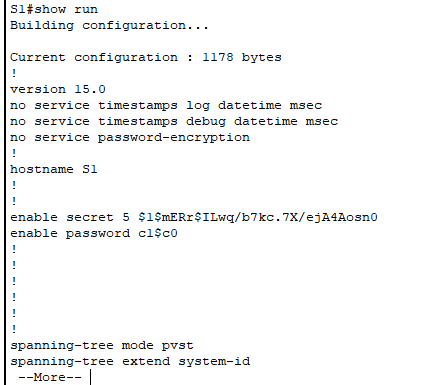 S1#show run
Building configuration...
Current configuration : 1178 bytes
!
version 15.0
no service timestamps log datetime msec
no service timestamps debug datetime msec
no service password-encryption
!
hostname S1
!
!
enable secret 5 $1$mERr$ILwq/b7kc.7X/ejA4Aosn0
enable password c1$c0
!
!
!
!
!
!
spanning-tree mode pvst
spanning-tree extend system-id
--More--